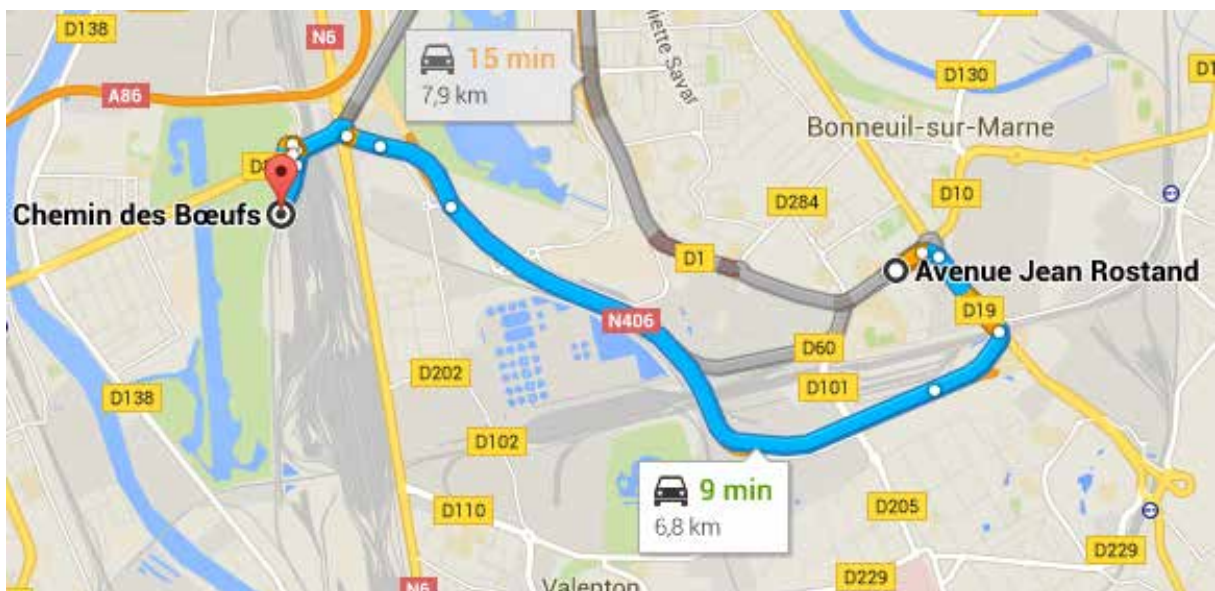 D138
N6
15 min
7,9 km
D130
A86
Bonneuil-sur-Marne
D10
D284
Chemin des Bœufs
D1
Avenue Jean Rostand
D19
N406
D60
D202
D101
D138
D102
9 min
6,8 km
D110
D205
D229
D229
N6
Valenton